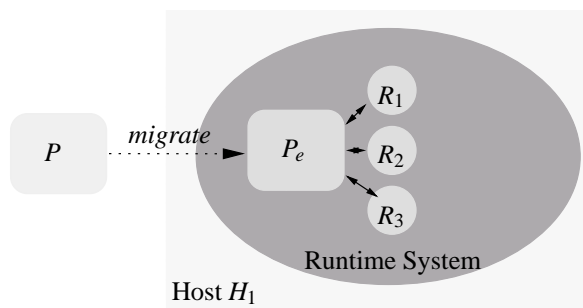 R1
migrate
P
Pe
R2
R3
Runtime System
Host H1